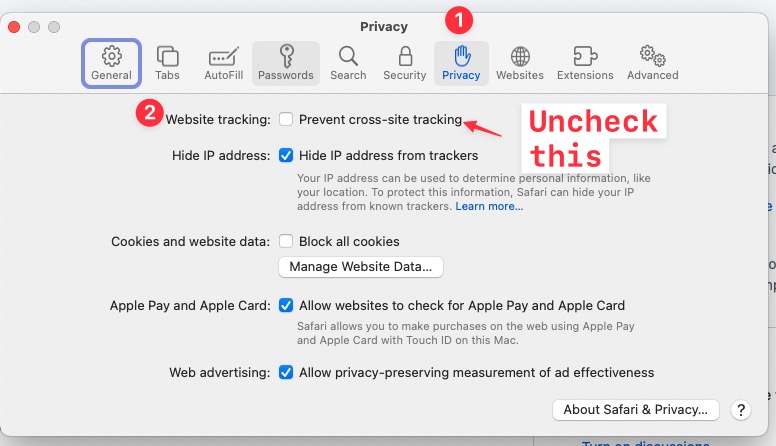 Privacy
1
General
Tabs
AutoFill
Passwords
Search
Security
Privacy
Websites
Extensions
Advanced
2
Website tracking:
Prevent cross-site tracking
Uncheck
this
Hide IP address:
Hide IP address from trackers
Your IP address can be used to determine personal information, like
your location. To protect this information, Safari can hide your IP
address from known trackers. Learn more...
Cookies and website data:
Block all cookies
Manage Website Data...
Apple Pay and Apple Card:
Allow websites to check for Apple Pay and Apple Card
Safari allows you to make purchases on the web using Apple Pay
and Apple Card with Touch ID on this Mac.
Web advertising:
Allow privacy-preserving measurement of ad effectiveness
About Safari & Privacy...
?